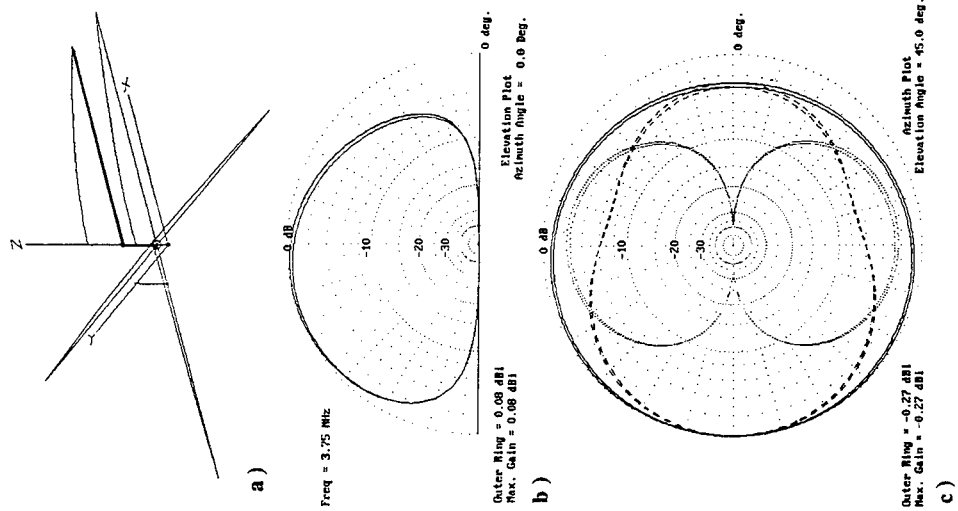 Z
X
Y
a )
Freq = 3.75 MHz
0 dB
-10
-20
-30
0 deg.
Outer Ring = 0.08 dBi
Max. Gain = 0.08 dBi
Elevation Plot
Azimuth Angle = 0.0 Deg.
b )
0 dB
-10
-20
-30
0 deg.
Outer Ring = -0.27 dBi
Max. Gain = -0.27 dBi
Azimuth Plot
Elevation Angle = 45.0 deg.
c )